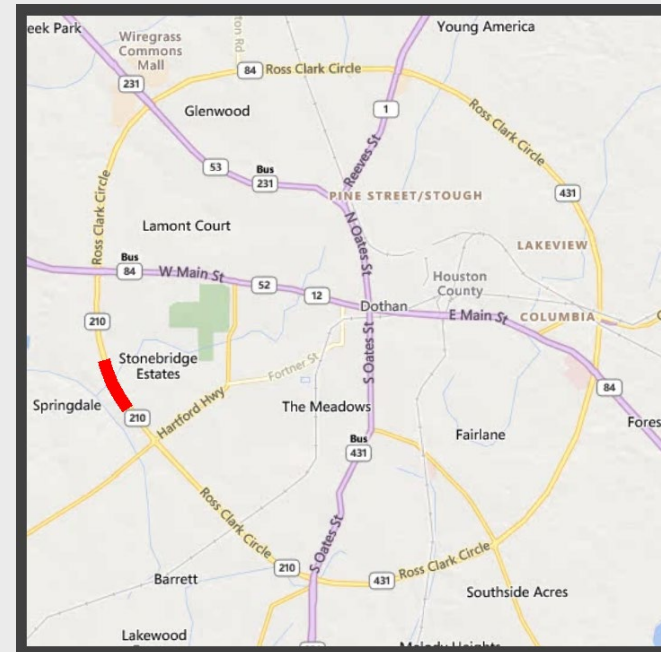 eek Park
Wiregrass
Commons
Mall
ton Rd
Young America
84
Ross Clark Circle
231
Glenwood
1
Ross Clark Circle
53
Bus
231
Reeves St
PINE STREET/STOUGH
431
Ross Clark Circle
Lamont Court
N Oates St
LAKEVIEW
Bus
84
W Main St
52
12
Houston
County
Dothan
E Main St
COLUMBIA
C
210
Stonebridge
Estates
Fortner St
S Oates St
84
Springdale
210
Hartford Hwy
The Meadows
Fores
Bus
431
Fairlane
Ross Clark Circle
S Oates St
210
431
Ross Clark Circle
Barrett
Southside Acres
Lakewood
Melody Heights